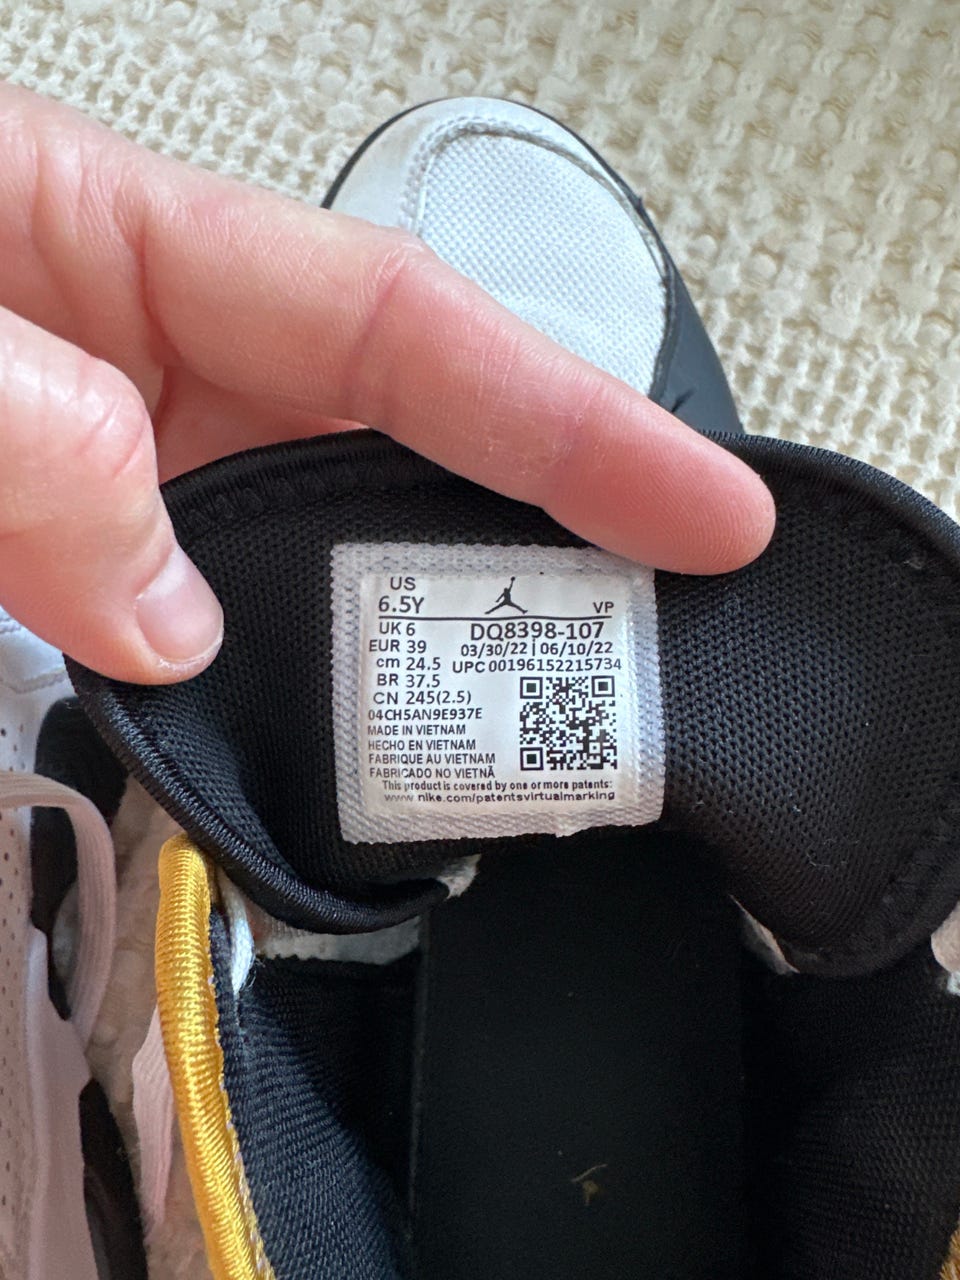 US
6.5Y VP
UK 6 DQ8398-107
EUR 39 03/30/22 | 06/10/22
cm 24.5 UPC 00196152215734
BR 37.5
CN 245(2.5)
04CH5AN9E937E
MADE IN VIETNAM
HECHO EN VIETNAM
FABRIQUE AU VIETNAM
FABRICADO NO VIETNÃ
This product is covered by one or more patents:
www.nike.com/patentsvirtualmarking